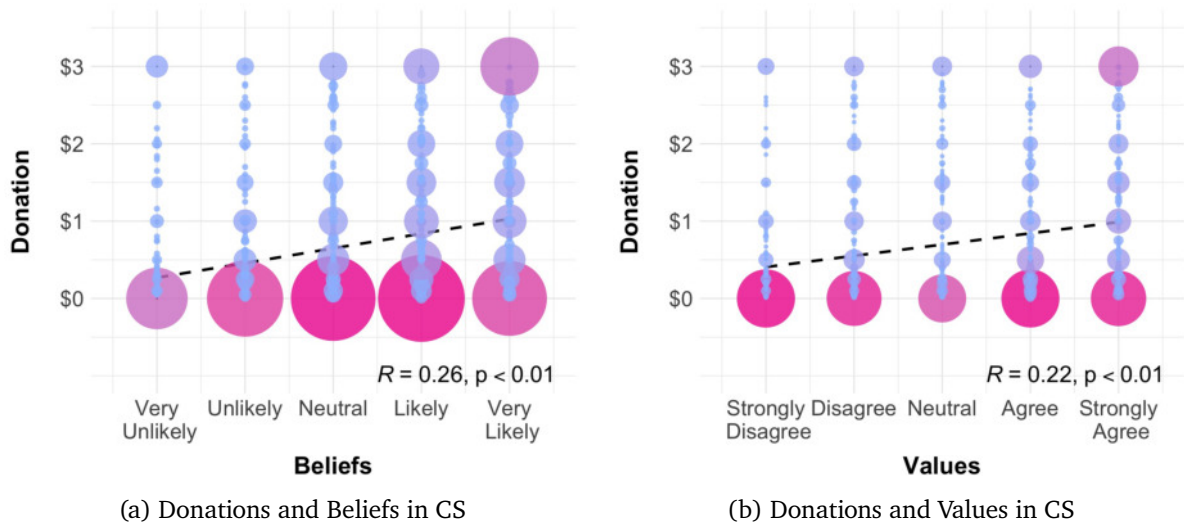 $3
$2
$1
$0
Donation
R = 0.26, p < 0.01
Very Unlikely
Unlikely
Neutral
Likely
Very Likely
Beliefs
(a) Donations and Beliefs in CS
$3
$2
$1
$0
Donation
R = 0.22, p < 0.01
Strongly Disagree
Disagree
Neutral
Agree
Strongly Agree
Values
(b) Donations and Values in CS